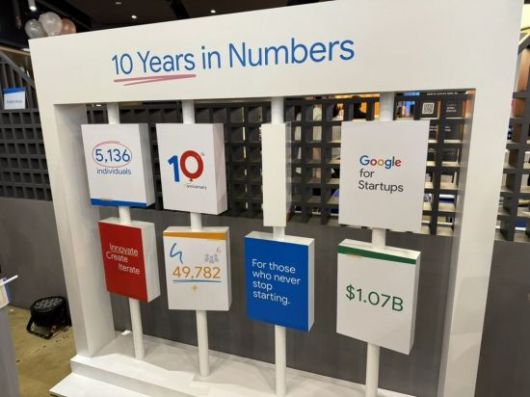 10 Years in Numbers
5,136
individuals
10th
anniversary
Google
for
Startups
Innovate
Create
Iterate
49,782
For those
who never
stop
starting.
$1.07B